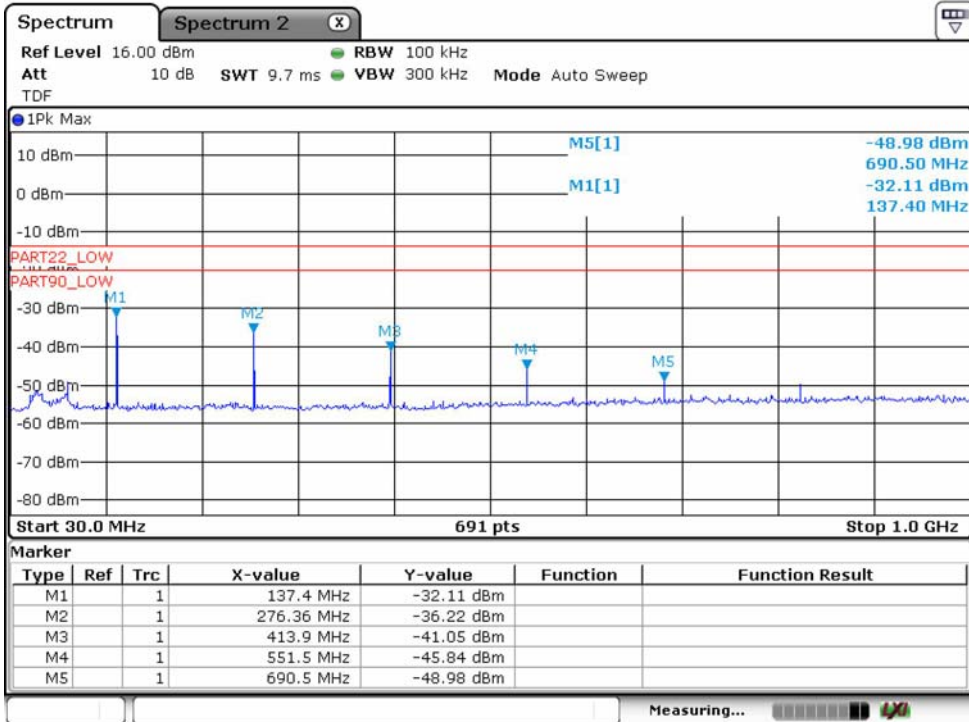 Spectrum Spectrum 2 X
Ref Level 16.00 dBm RBW 100 kHz
Att 10 dB SWT 9.7 ms VBW 300 kHz Mode Auto Sweep
TDF
1Pk Max
M5[1] -48.98 dBm
690.50 MHz
M1[1] -32.11 dBm
137.40 MHz
10 dBm
0 dBm
-10 dBm
PART22_LOW
PART90_LOW
M1
-30 dBm
M2
M3
-40 dBm
M4
M5
-50 dBm
-60 dBm
-70 dBm
-80 dBm
Start 30.0 MHz 691 pts Stop 1.0 GHz
Marker
Type Ref Trc X-value Y-value Function Function Result
M1 1 137.4 MHz -32.11 dBm
M2 1 276.36 MHz -36.22 dBm
M3 1 413.9 MHz -41.05 dBm
M4 1 551.5 MHz -45.84 dBm
M5 1 690.5 MHz -48.98 dBm
Measuring... LXI